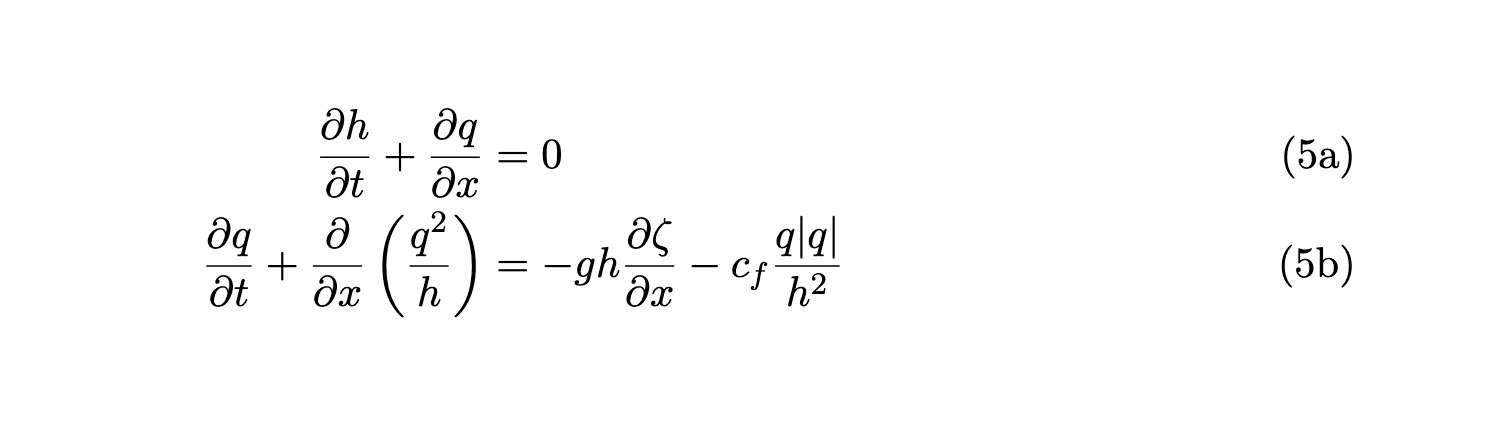 ∂h/∂t + ∂q/∂x = 0 (5a)
∂q/∂t + ∂/∂x (q²/h) = −gh ∂ζ/∂x − c_f q|q|/h² (5b)